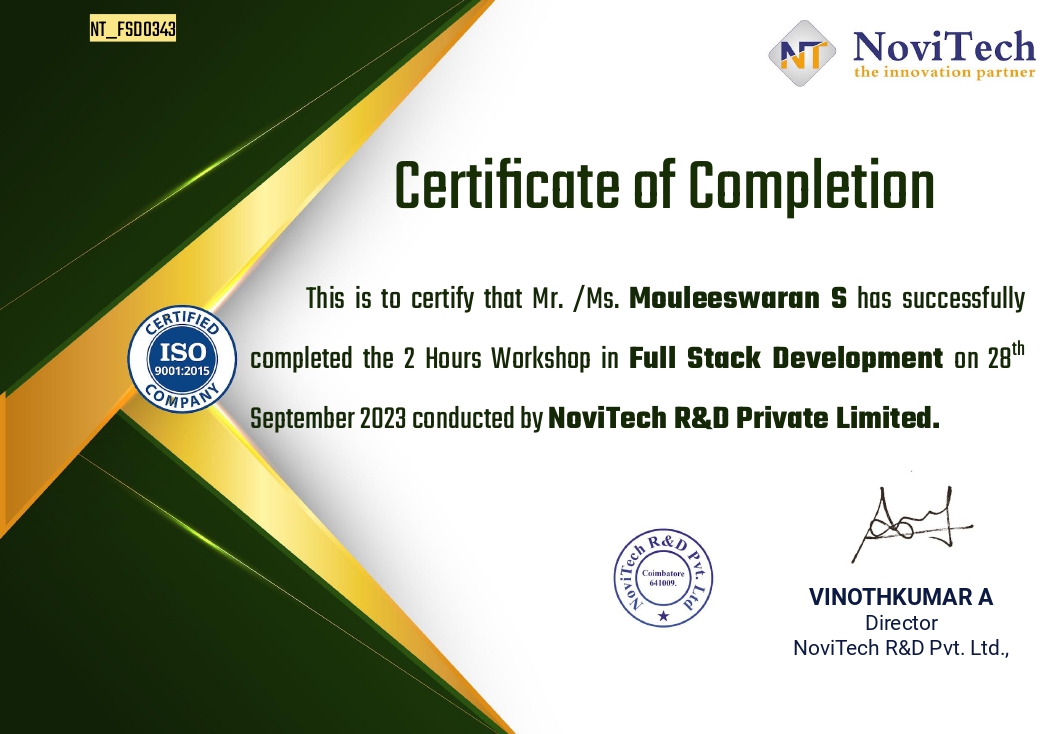 NT_FSD0343
NT
NoviTech
the innovation partner
Certificate of Completion
This is to certify that Mr. /Ms. Mouleeswaran S has successfully
completed the 2 Hours Workshop in Full Stack Development on 28th
September 2023 conducted by NoviTech R&D Private Limited.
CERTIFIED
ISO
9001:2015
COMPANY
NoviTech R&D Pvt. Ltd
Coimbatore
641009.
VINOTHKUMAR A
Director
NoviTech R&D Pvt. Ltd.,